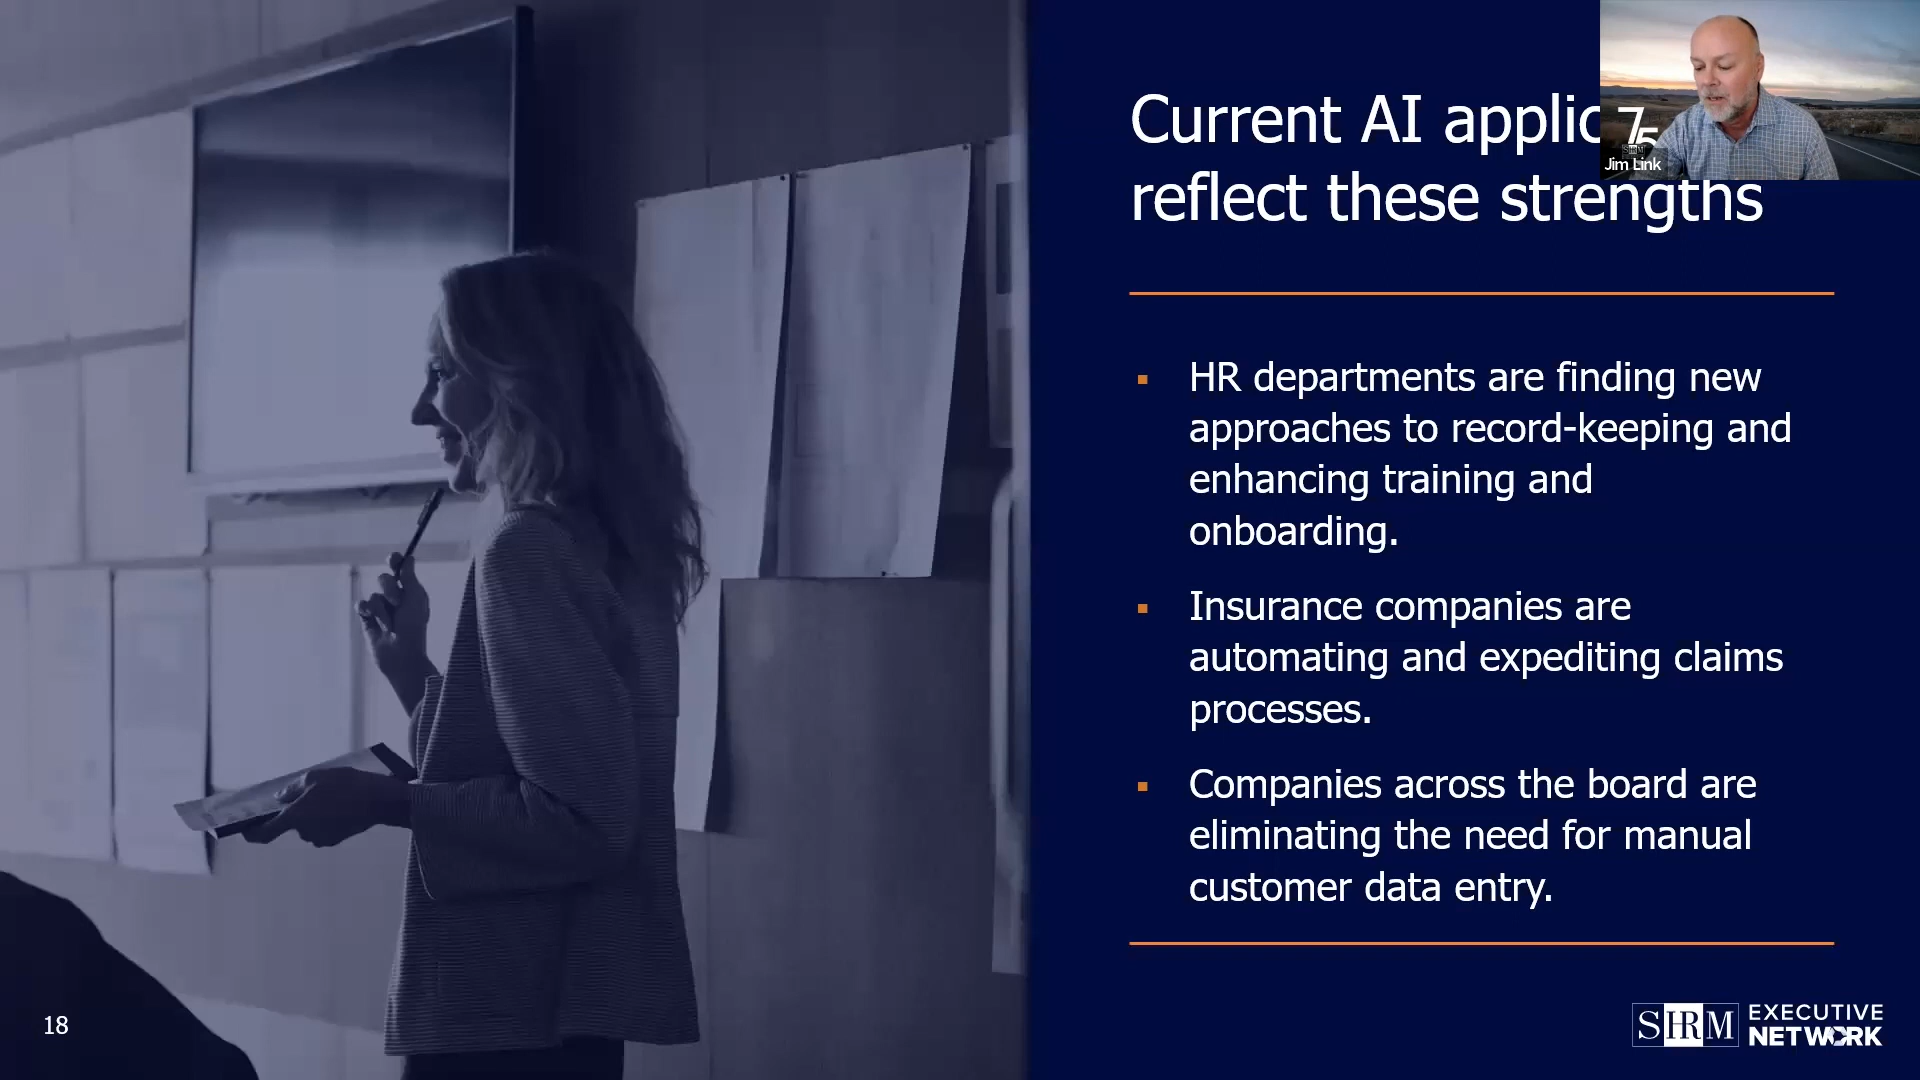 Current AI applic
reflect these strengths
75
SHRM
Jim Link
HR departments are finding new
approaches to record-keeping and
enhancing training and
onboarding.
Insurance companies are
automating and expediting claims
processes.
Companies across the board are
eliminating the need for manual
customer data entry.
18
SHRM EXECUTIVE
NETWORK